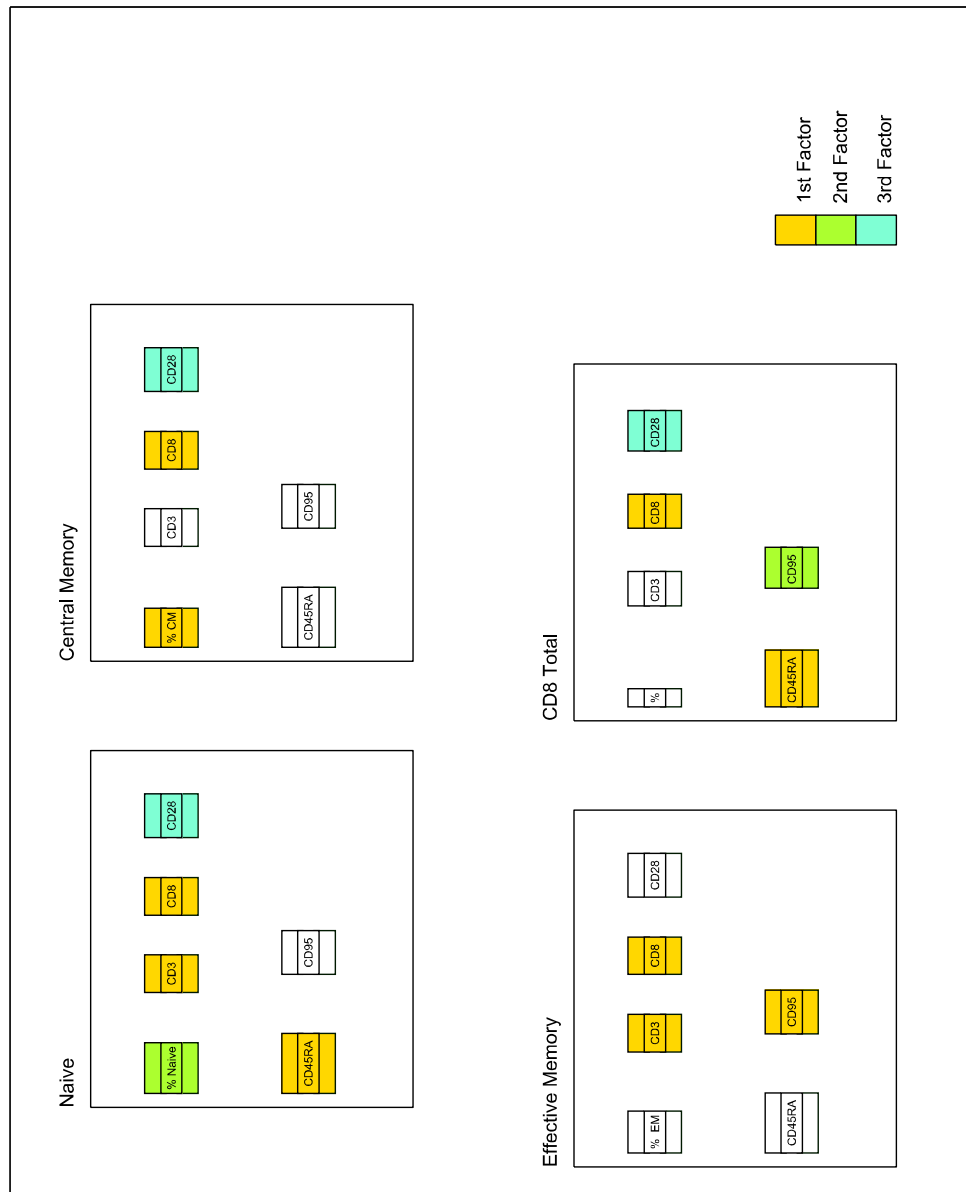 Naive
% Naive
CD3
CD8
CD28
CD45RA
CD95
Central Memory
% CM
CD3
CD8
CD28
CD45RA
CD95
Effective Memory
% EM
CD3
CD8
CD28
CD45RA
CD95
CD8 Total
%
CD3
CD8
CD28
CD45RA
CD95
1st Factor
2nd Factor
3rd Factor